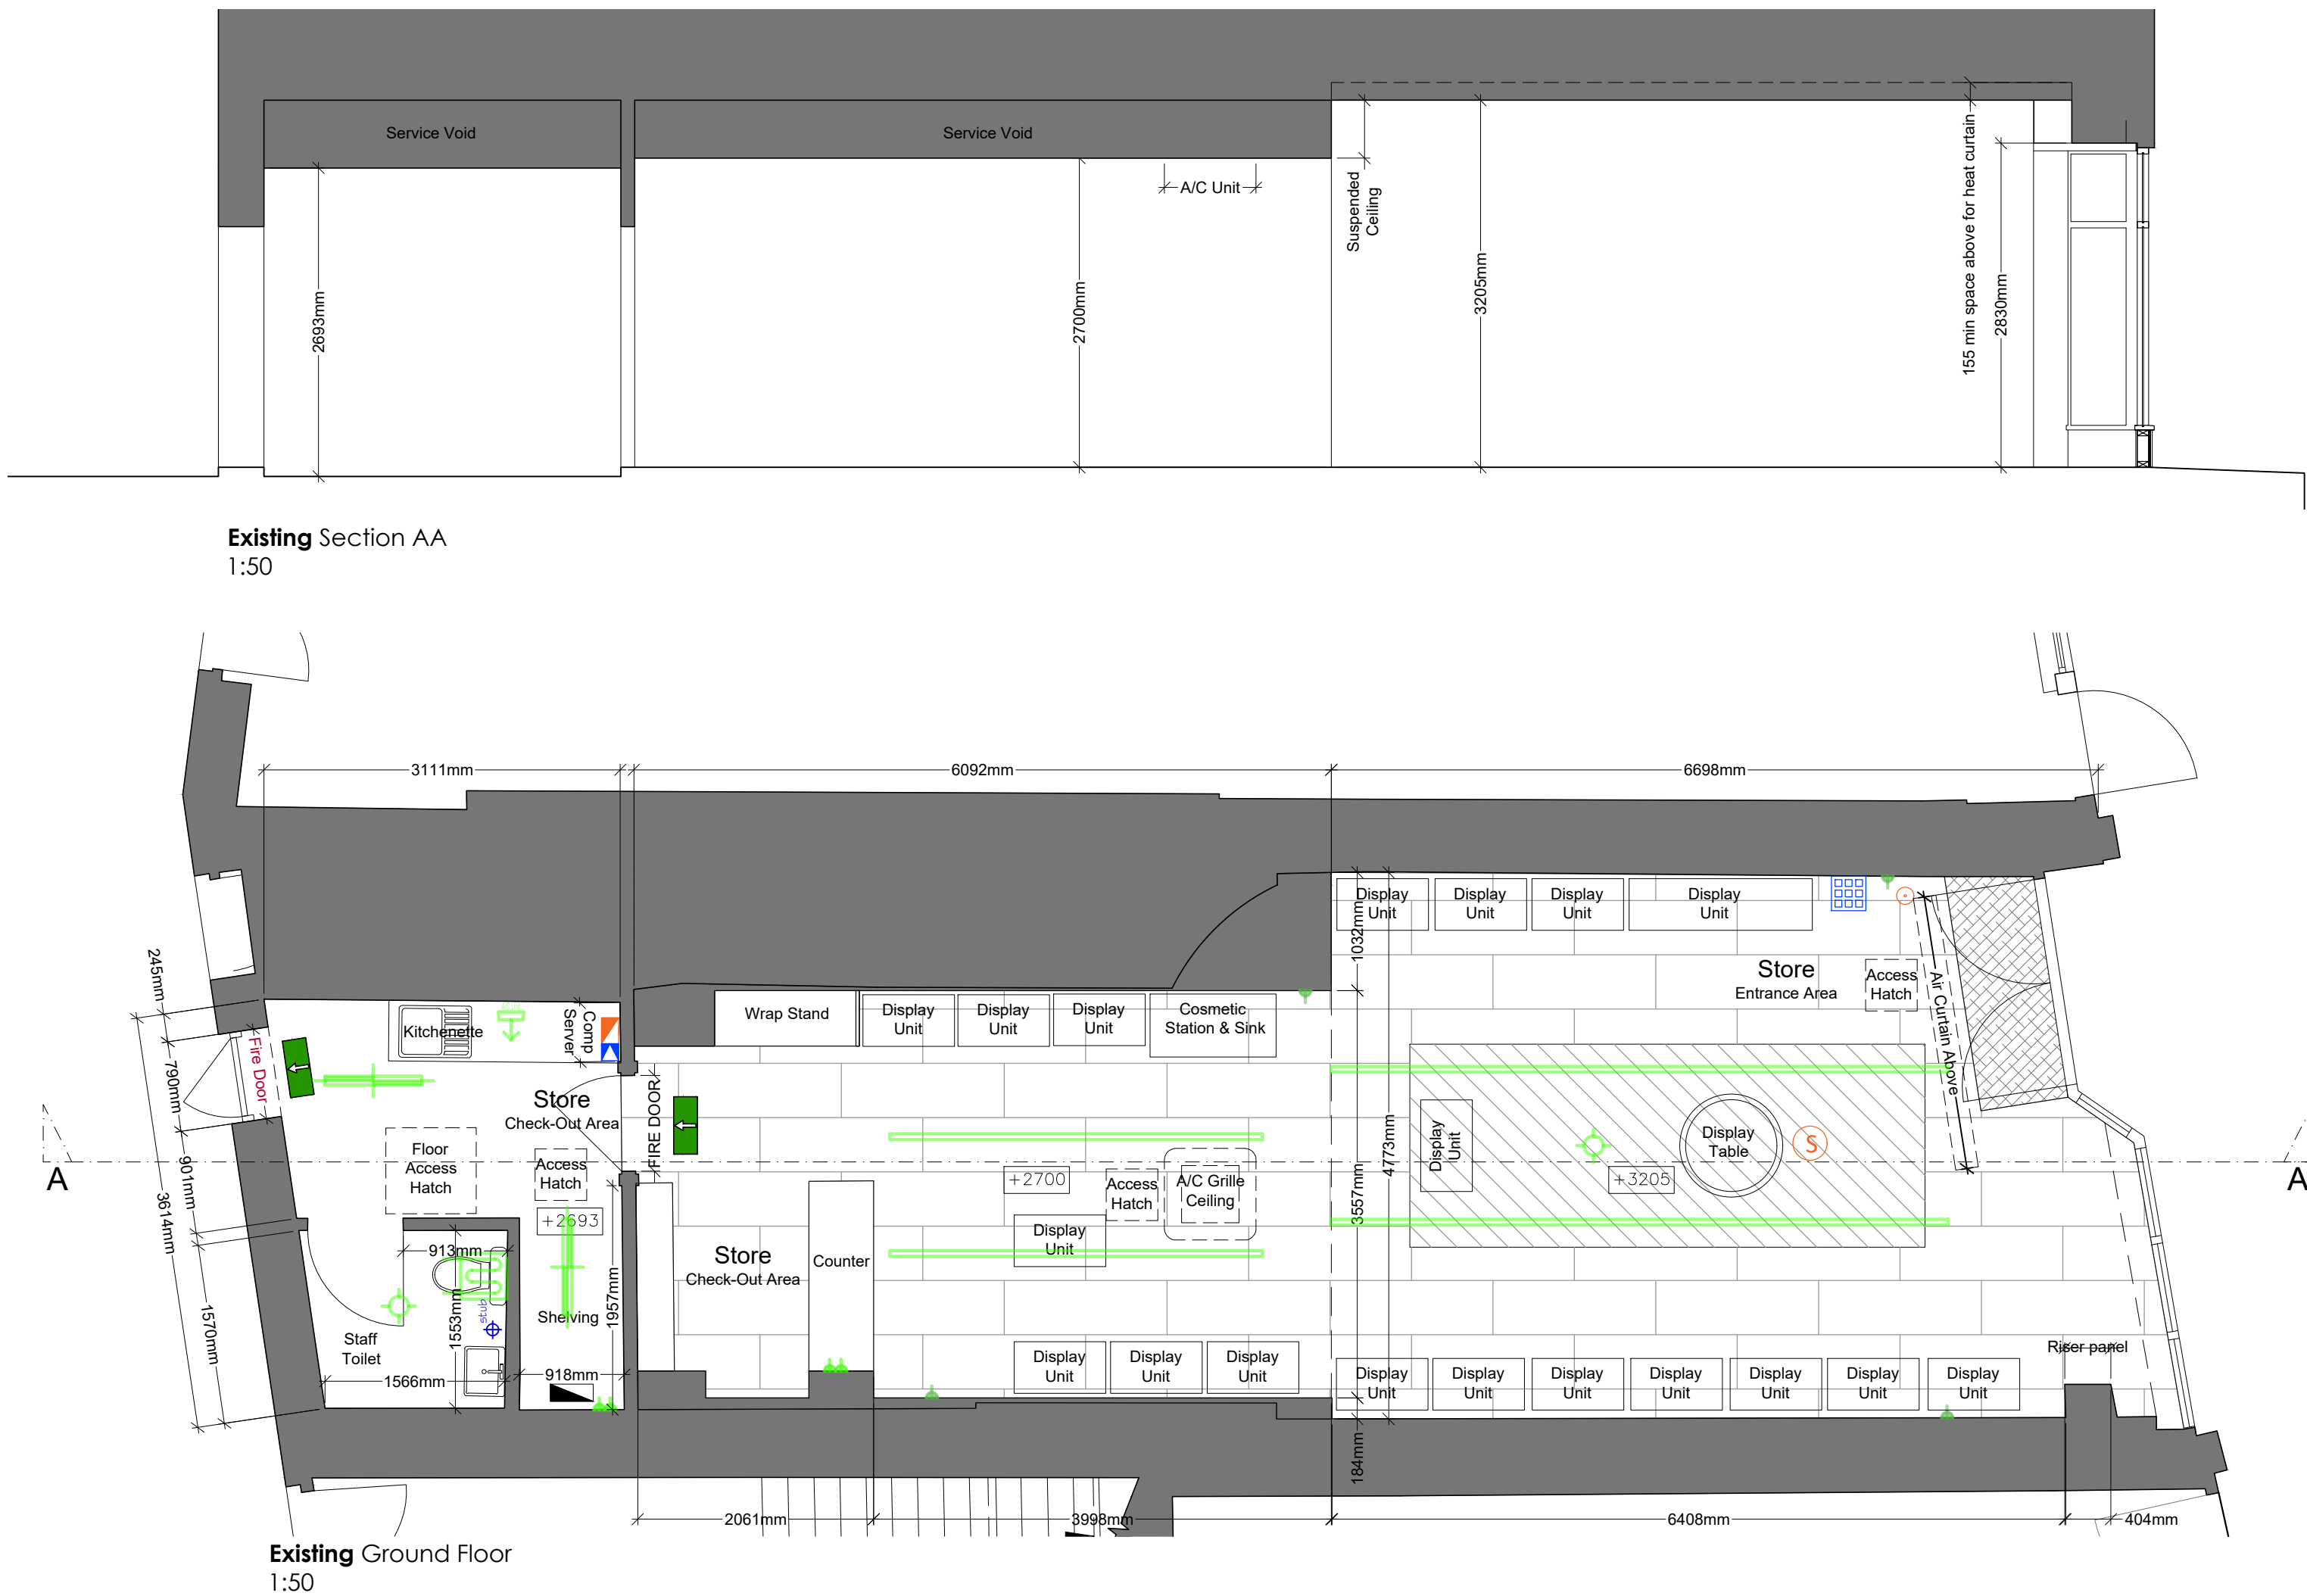 Service Void
Service Void
A/C Unit
Suspended
Ceiling
2693mm
2700mm
3205mm
155 min space above for heat curtain
2830mm
Existing Section AA
1:50
3111mm
6092mm
6698mm
Display
Unit
Display
Unit
Display
Unit
Display
Unit
1032mm
4773mm
Store
Entrance Area
Access
Hatch
Air Curtain Above
245mm
790mm
901mm
3614mm
1570mm
Fire Door
Kitchenette
Comp
Server
Wrap Stand
Display
Unit
Display
Unit
Display
Unit
Cosmetic
Station & Sink
Store
Check-Out Area
FIRE DOOR
Floor
Access
Hatch
Access
Hatch
+2693
A
A
+2700
Access
Hatch
A/C Grille
Ceiling
3557mm
Display
Unit
Display
Table
S
+3205
Display
Unit
913mm
1553mm
stub
Staff
Toilet
1566mm
Shelving
918mm
1957mm
Store
Check-Out Area
Counter
Display
Unit
Display
Unit
Display
Unit
Display
Unit
Display
Unit
Display
Unit
Display
Unit
Display
Unit
Display
Unit
Display
Unit
Riser panel
184mm
2061mm
3998mm
6408mm
404mm
Existing Ground Floor
1:50